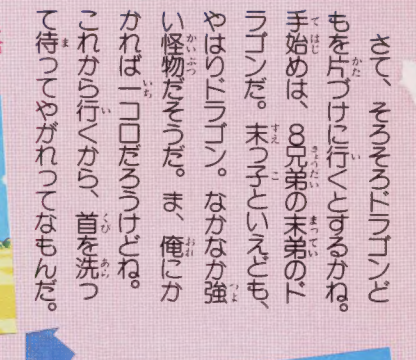 さて、そろそろドラゴンど
もを片づけに行くとするかね。
手始めは、8兄弟の末弟のド
ラゴンだ。末っ子といえども、
やはりドラゴン。なかなか強
い怪物だそうだ。ま、俺にか
かれば一コロだろうけどね。
これから行くから、首を洗っ
て待ってやがれってなもんだ。